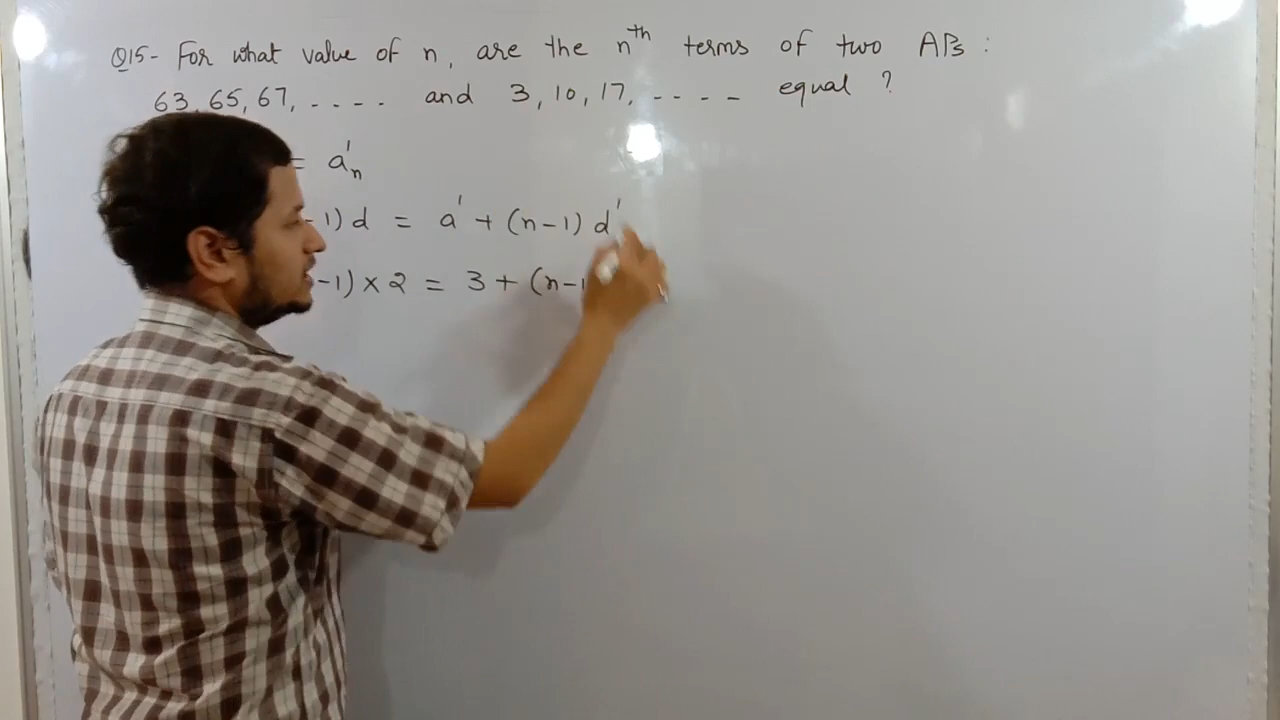 Q15- For what value of n, are the nth terms of two APs :
63, 65, 67, - - - - and 3, 10, 17, - - - - equal ?
= a'n
-1) d = a' + (n-1) d'
-1) × 2 = 3 + (n-1